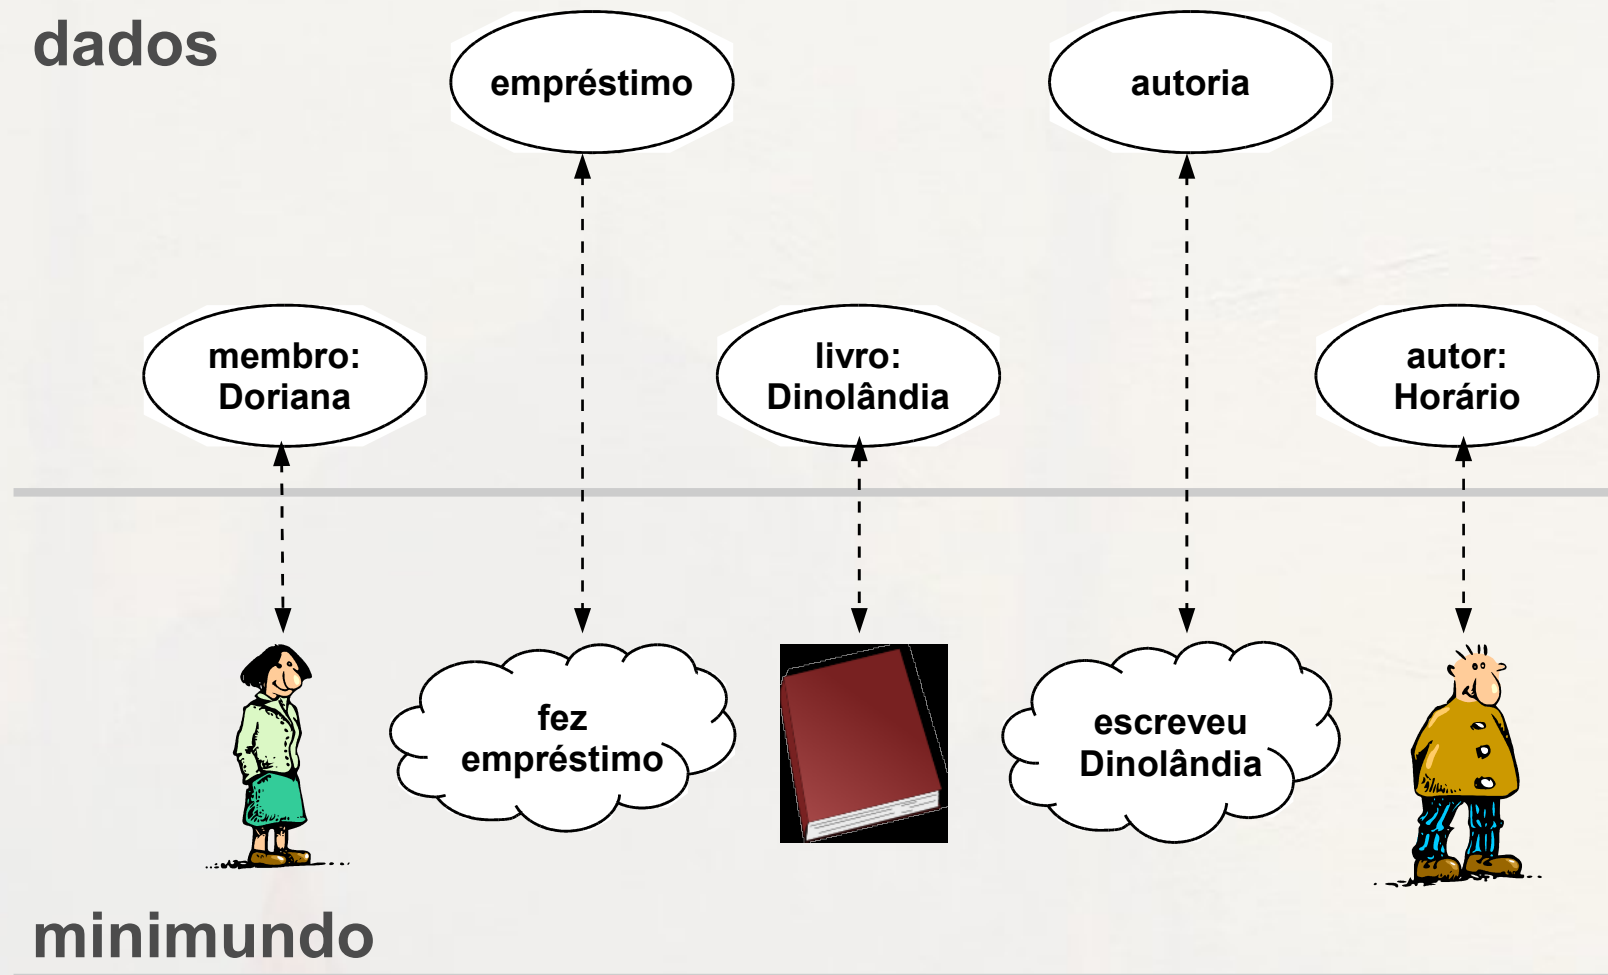 dados
empréstimo
autoria
membro:
Doriana
livro:
Dinolândia
autor:
Horário
fez
empréstimo
escreveu
Dinolândia
minimundo